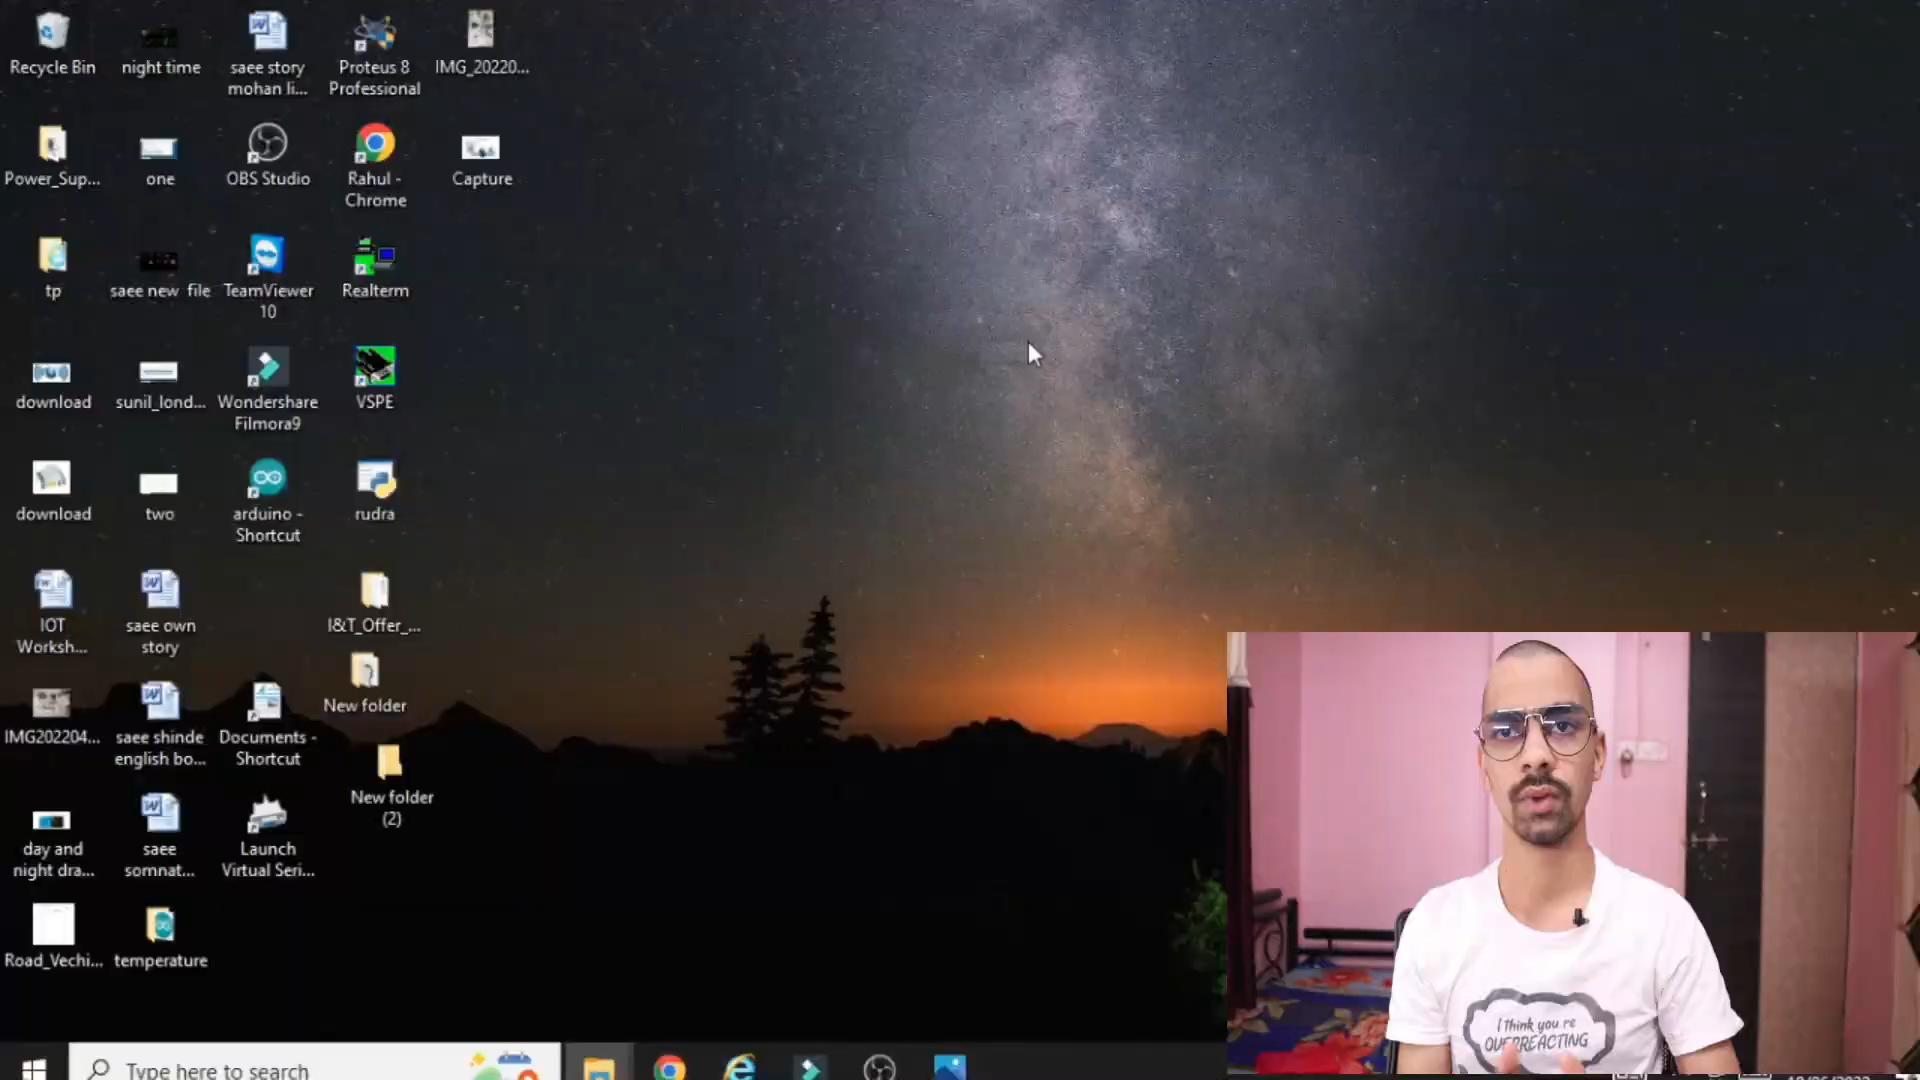 Recycle Bin
night time
saee story
mohan li...
Proteus 8
Professional
IMG_20220...
Power_Sup...
one
OBS Studio
Rahul -
Chrome
Capture
tp
saee new file
TeamViewer
10
Realterm
download
sunil_lond...
Wondershare
Filmora9
VSPE
download
two
arduino -
Shortcut
rudra
IOT
Worksh...
saee own
story
I&T_Offer_...
New folder
IMG202204...
saee shinde
english bo...
Documents -
Shortcut
New folder
(2)
day and
night dra...
saee
somnat...
Launch
Virtual Seri...
Road_Vechi...
temperature
Type here to search
I think you re
OVERREACTING